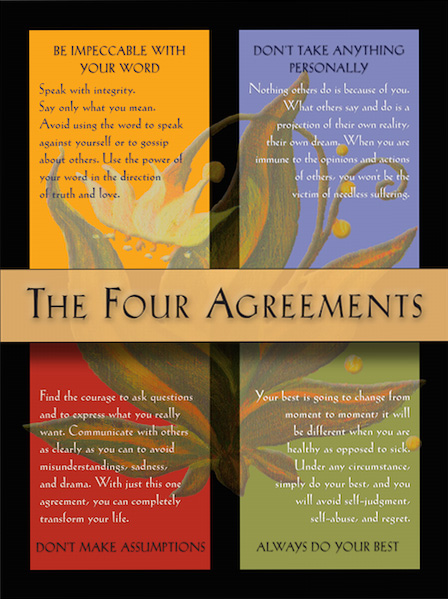 BE IMPECCABLE WITH
YOUR WORD
Speak with integrity.
Say only what you mean.
Avoid using the word to speak
against yourself or to gossip
about others. Use the power of
your word in the direction
of truth and love.
DON'T TAKE ANYTHING
PERSONALLY
Nothing others do is because of you.
What others say and do is a
projection of their own reality,
their own dream. When you are
immune to the opinions and actions
of others, you won't be the
victim of needless suffering.
THE FOUR AGREEMENTS
Find the courage to ask questions
and to express what you really
want. Communicate with others
as clearly as you can to avoid
misunderstandings, sadness,
and drama. With just this one
agreement, you can completely
transform your life.
DON'T MAKE ASSUMPTIONS
Your best is going to change from
moment to moment; it will
be different when you are
healthy as opposed to sick.
Under any circumstance,
simply do your best, and you
will avoid self-judgment,
self-abuse, and regret.
ALWAYS DO YOUR BEST